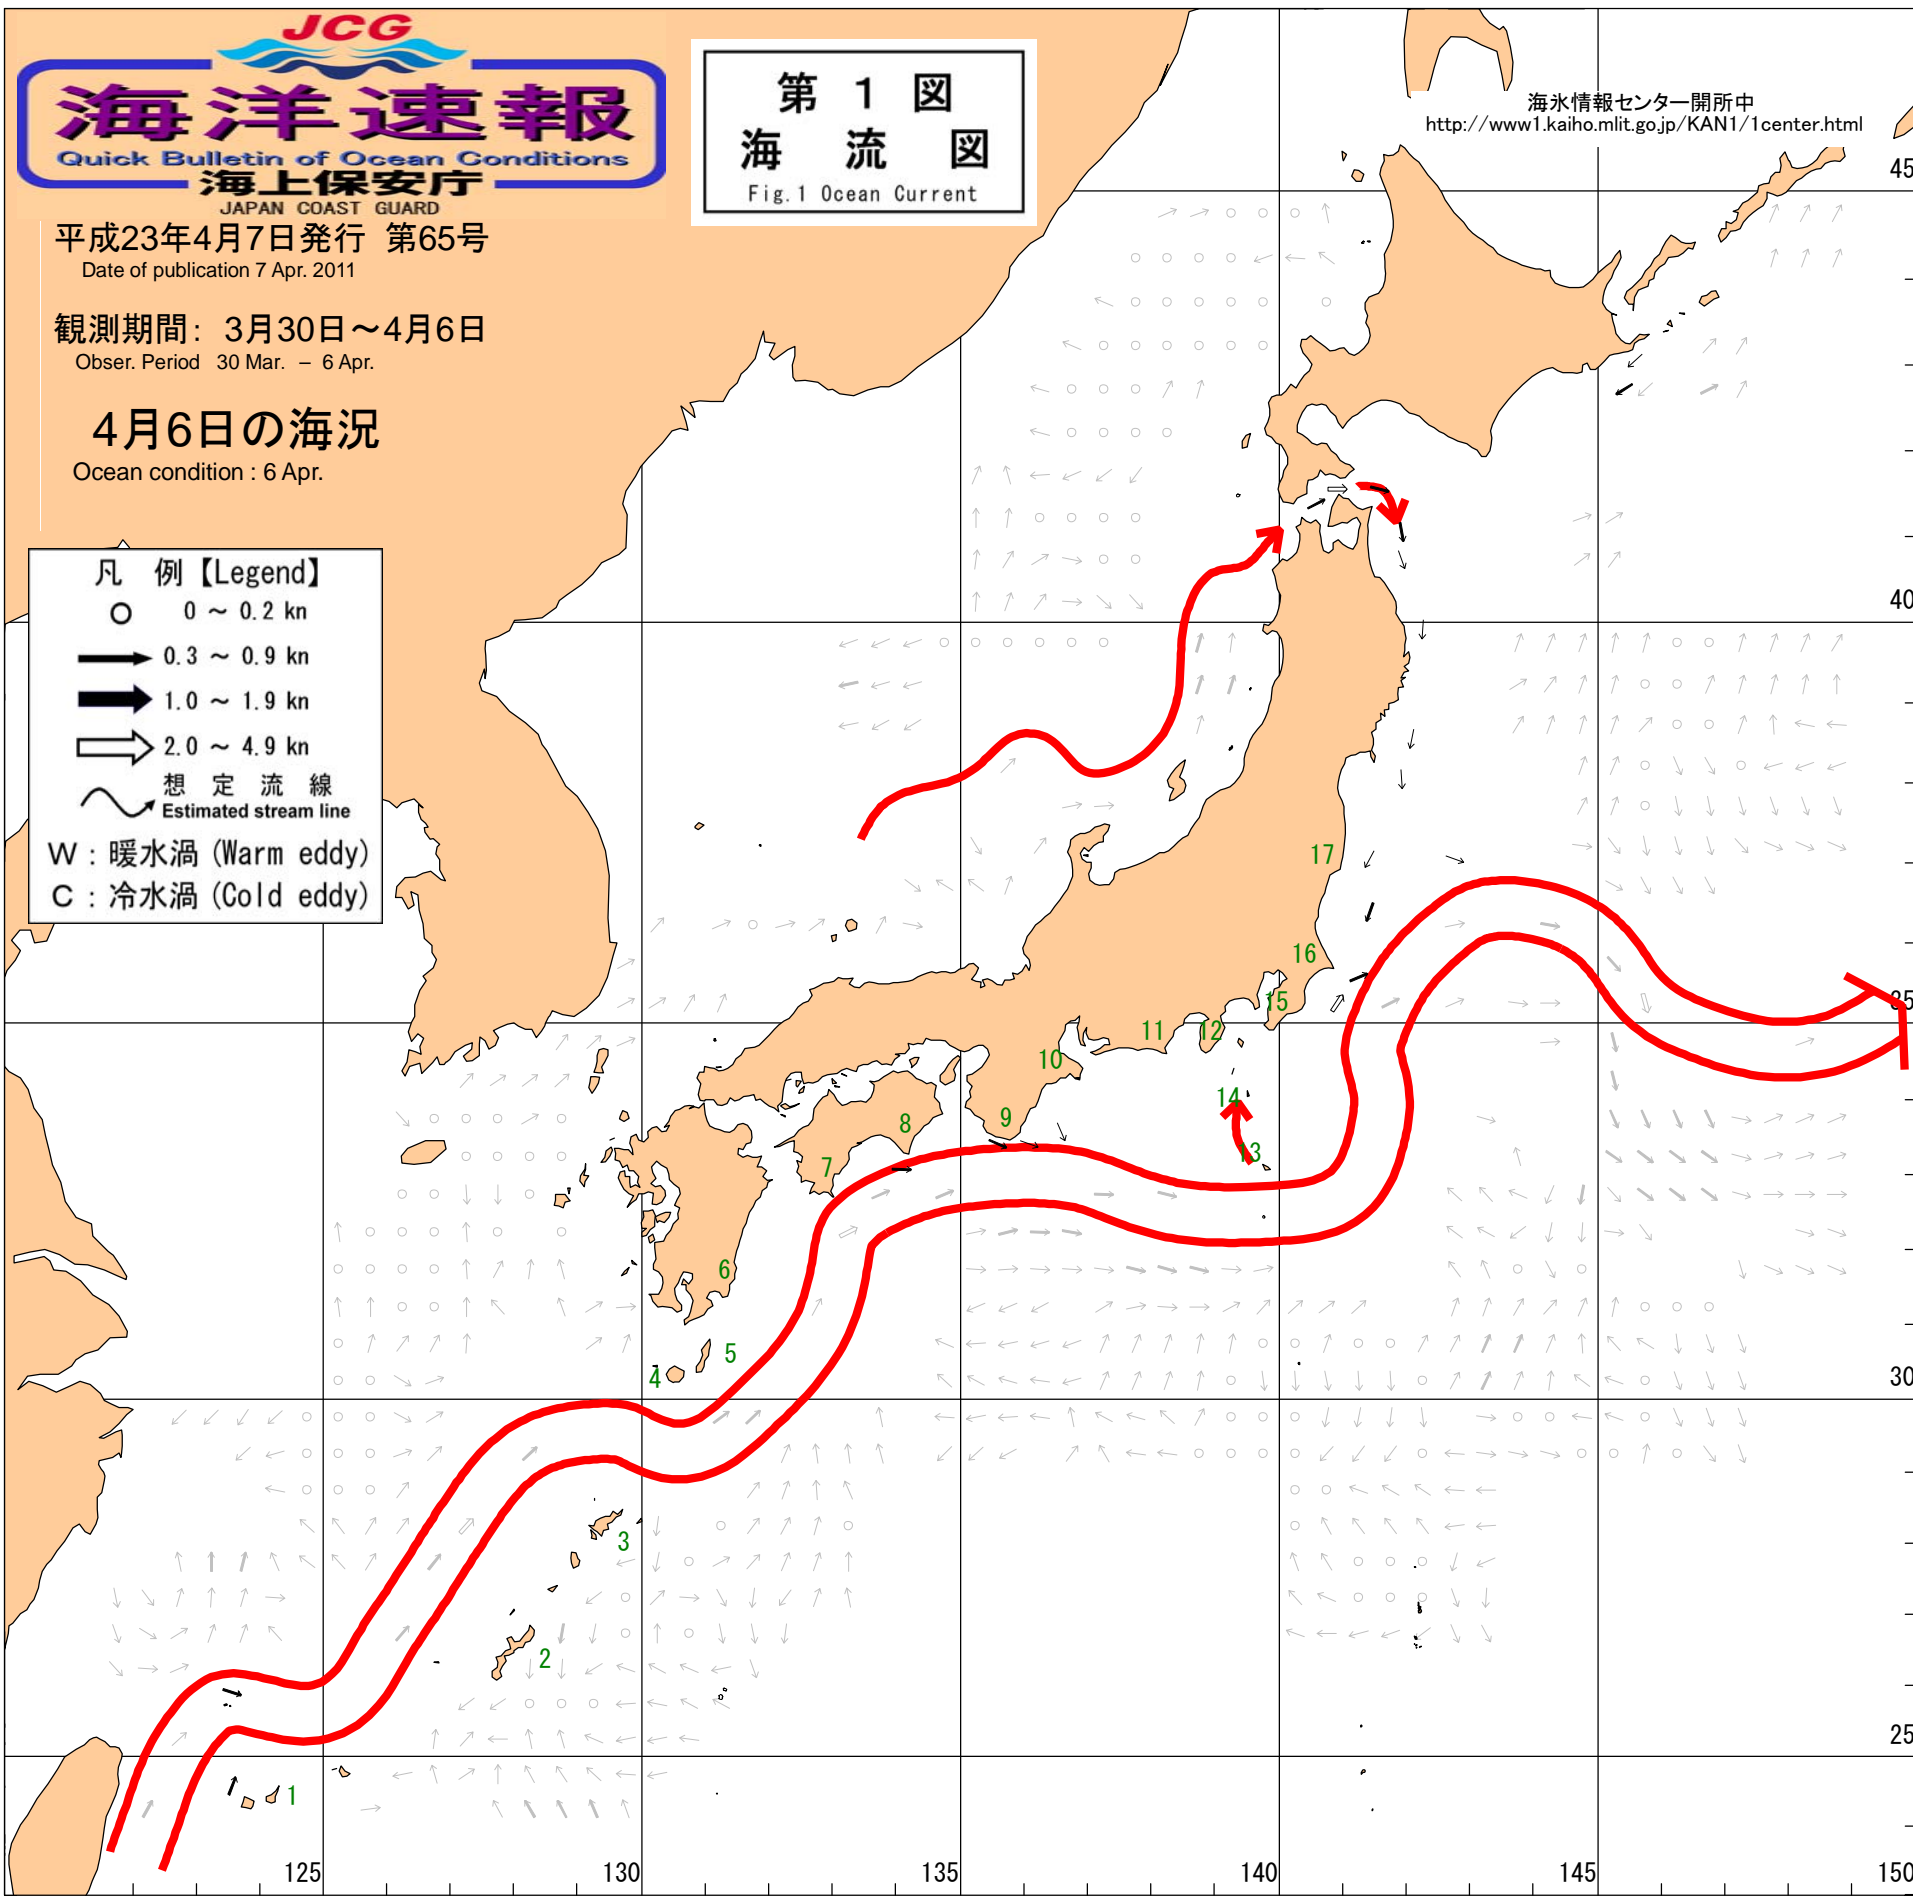 JCG
海洋速報
Quick Bulletin of Ocean Conditions
海上保安庁
JAPAN COAST GUARD
平成23年4月7日発行 第65号
Date of publication 7 Apr. 2011
観測期間: 3月30日～4月6日
Obser. Period 30 Mar. – 6 Apr.
4月6日の海況
Ocean condition : 6 Apr.
第 1 図
海 流 図
Fig.1 Ocean Current
海氷情報センター開所中
http://www1.kaiho.mlit.go.jp/KAN1/1center.html
凡 例【Legend】
0 ～ 0.2 kn
0.3 ～ 0.9 kn
1.0 ～ 1.9 kn
2.0 ～ 4.9 kn
想 定 流 線
Estimated stream line
W : 暖水渦 (Warm eddy)
C : 冷水渦 (Cold eddy)
45
40
17
16
15
35
12
11
10
14
9
8
13
7
6
5
4
30
3
2
25
1
125
130
135
140
145
150